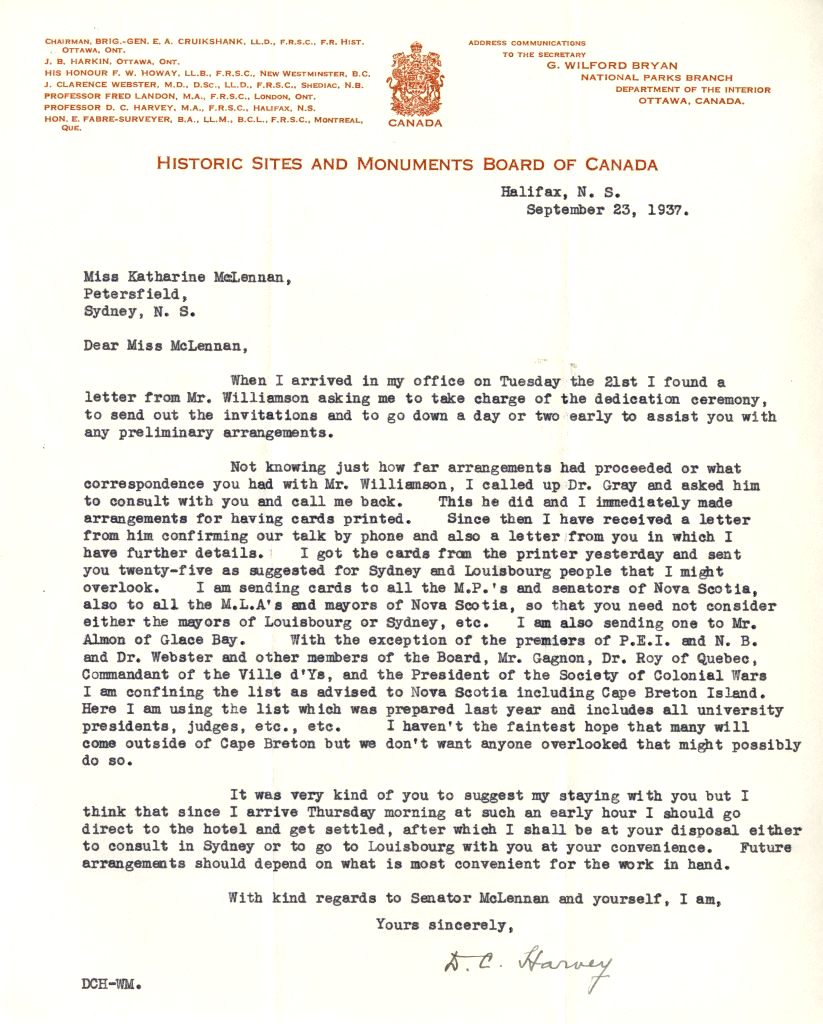 CHAIRMAN, BRIG.-GEN. E. A. CRUIKSHANK, LL.D., F.R.S.C., F.R. HIST.
OTTAWA, ONT.
J. B. HARKIN, OTTAWA, ONT.
HIS HONOUR F. W. HOWAY, LL.B., F.R.S.C., NEW WESTMINSTER, B.C.
J. CLARENCE WEBSTER, M.D., D.SC., LL.D., F.R.S.C., SHEDIAC, N.B.
PROFESSOR FRED LANDON, M.A., F.R.S.C., LONDON, ONT.
PROFESSOR D. C. HARVEY, M.A., F.R.S.C., HALIFAX, N.S.
HON. E. FABRE-SURVEYER, B.A., LL.M., B.C.L., F.R.S.C., MONTREAL,
QUE.
CANADA
ADDRESS COMMUNICATIONS
TO THE SECRETARY
G. WILFORD BRYAN
NATIONAL PARKS BRANCH
DEPARTMENT OF THE INTERIOR
OTTAWA, CANADA.
HISTORIC SITES AND MONUMENTS BOARD OF CANADA
Halifax, N. S.
September 23, 1937.
Miss Katharine McLennan,
Petersfield,
Sydney, N. S.
Dear Miss McLennan,
When I arrived in my office on Tuesday the 21st I found a
letter from Mr. Williamson asking me to take charge of the dedication ceremony,
to send out the invitations and to go down a day or two early to assist you with
any preliminary arrangements.
Not knowing just how far arrangements had proceeded or what
correspondence you had with Mr. Williamson, I called up Dr. Gray and asked him
to consult with you and call me back. This he did and I immediately made
arrangements for having cards printed. Since then I have received a letter
from him confirming our talk by phone and also a letter from you in which I
have further details. I got the cards from the printer yesterday and sent
you twenty-five as suggested for Sydney and Louisbourg people that I might
overlook. I am sending cards to all the M.P.'s and senators of Nova Scotia,
also to all the M.L.A's and mayors of Nova Scotia, so that you need not consider
either the mayors of Louisbourg or Sydney, etc. I am also sending one to Mr.
Almon of Glace Bay. With the exception of the premiers of P.E.I. and N. B.
and Dr. Webster and other members of the Board, Mr. Gagnon, Dr. Roy of Quebec,
Commandant of the Ville d'Ys, and the President of the Society of Colonial Wars
I am confining the list as advised to Nova Scotia including Cape Breton Island.
Here I am using the list which was prepared last year and includes all university
presidents, judges, etc., etc. I haven't the faintest hope that many will
come outside of Cape Breton but we don't want anyone overlooked that might possibly
do so.
It was very kind of you to suggest my staying with you but I
think that since I arrive Thursday morning at such an early hour I should go
direct to the hotel and get settled, after which I shall be at your disposal either
to consult in Sydney or to go to Louisbourg with you at your convenience. Future
arrangements should depend on what is most convenient for the work in hand.
With kind regards to Senator McLennan and yourself, I am,
Yours sincerely,
D. C. Harvey
DCH-WM.